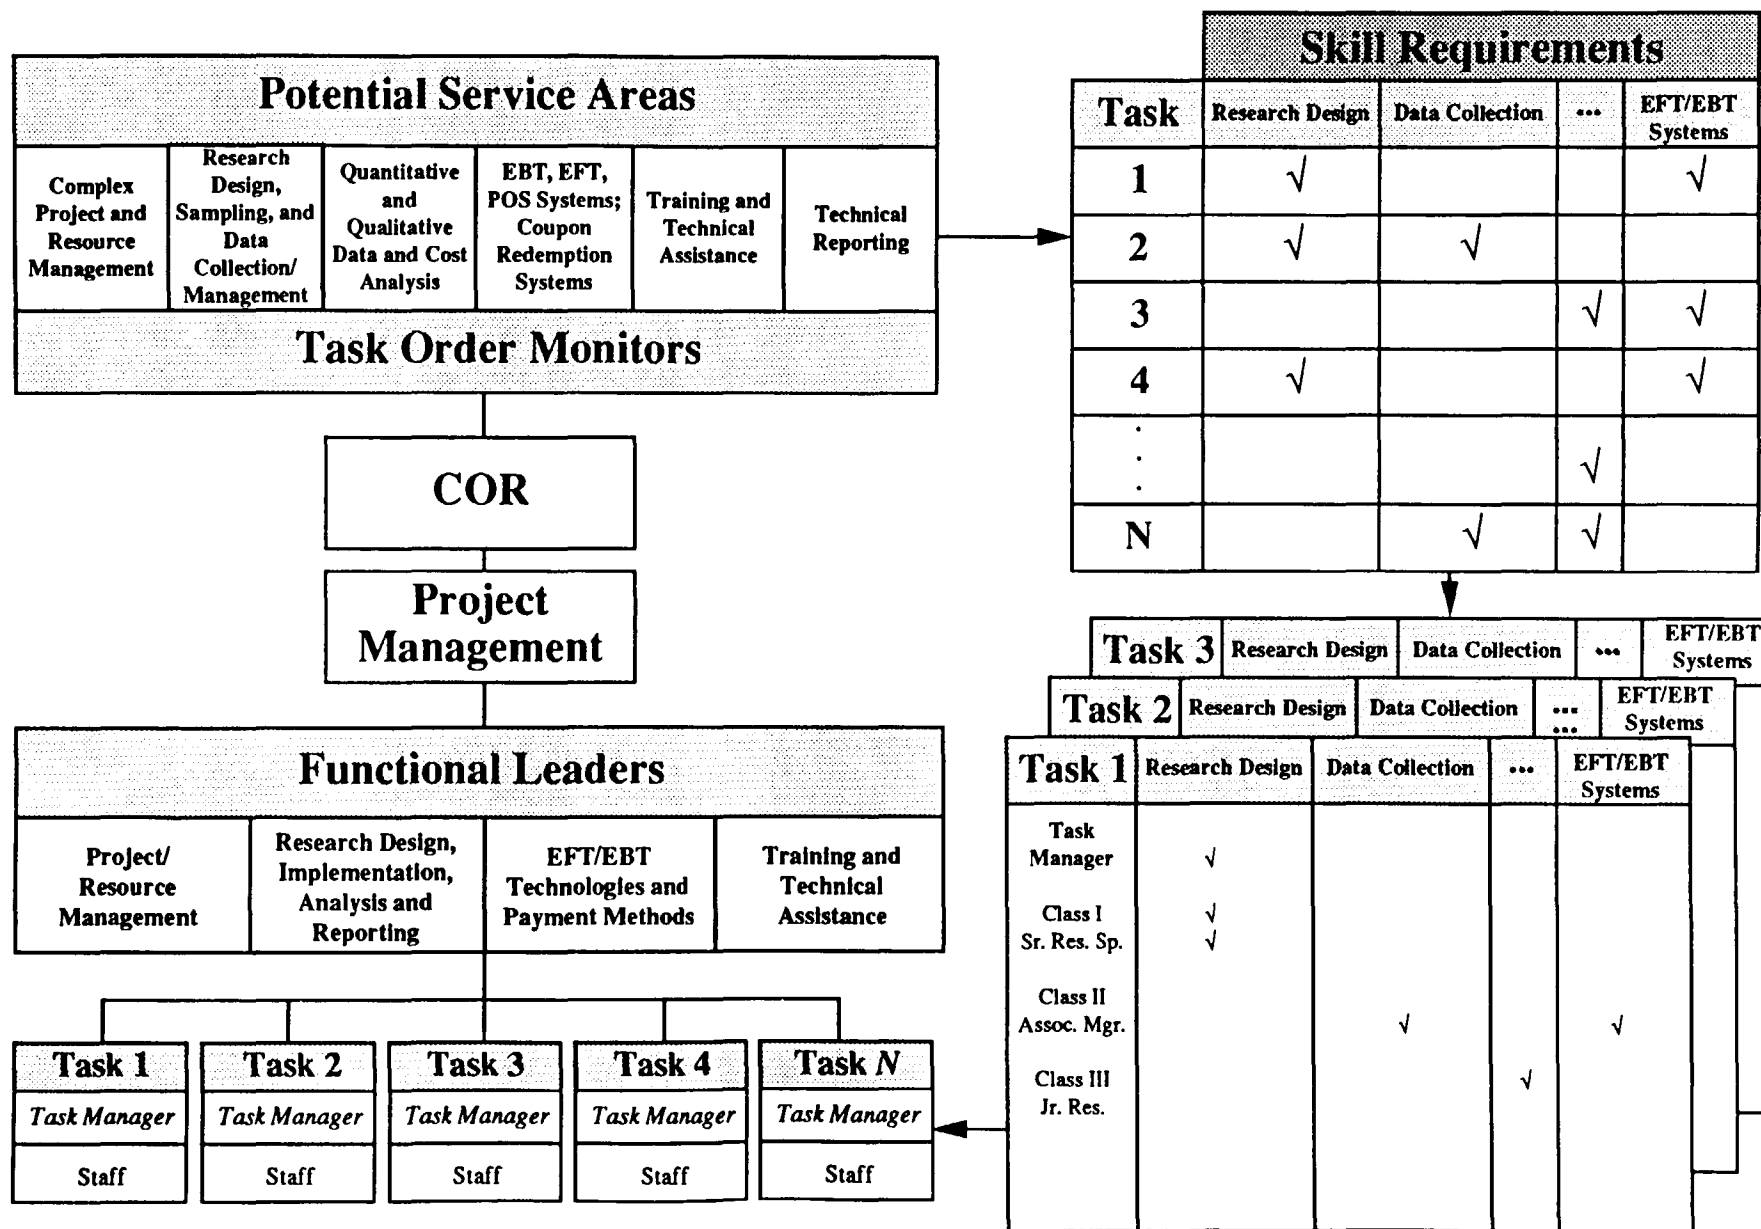 Potential Service Areas
Complex
Project and
Resource
Management
Research
Design,
Sampling, and
Data
Collection/
Management
Quantitative
and
Qualitative
Data and Cost
Analysis
EBT, EFT,
POS Systems;
Coupon
Redemption
Systems
Training and
Technical
Assistance
Technical
Reporting
Task Order Monitors
COR
Project
Management
Functional Leaders
Project/
Resource
Management
Research Design,
Implementation,
Analysis and
Reporting
EFT/EBT
Technologies and
Payment Methods
Training and
Technical
Assistance
Task 1
Task Manager
Staff
Task 2
Task Manager
Staff
Task 3
Task Manager
Staff
Task 4
Task Manager
Staff
Task N
Task Manager
Staff
Skill Requirements
Task Research Design Data Collection ... EFT/EBT
Systems
1 √ √
2 √ √
3 √ √
4 √ √
.
. √
.
N √ √
Task 3 Research Design Data Collection ... EFT/EBT
Systems
Task 2 Research Design Data Collection ... EFT/EBT
... Systems
Task 1 Research Design Data Collection ... EFT/EBT
Systems
Task
Manager √
Class I √
Sr. Res. Sp. √
Class II
Assoc. Mgr. √ √
Class III √
Jr. Res.